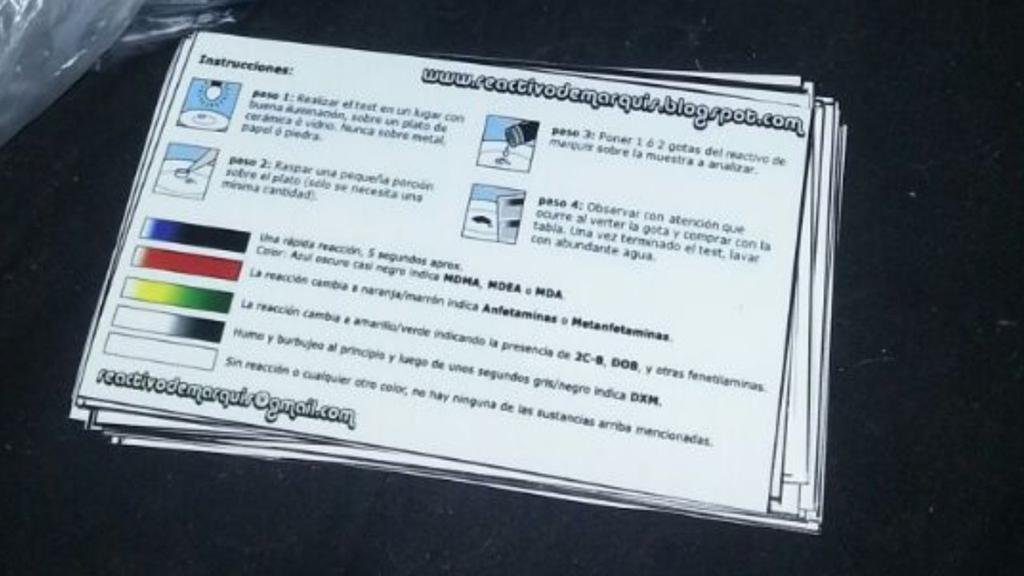 Instrucciones:
www.reactivodemarquis.blogspot.com
paso 1: Realizar el test en un lugar con
buena iluminación, sobre un plato de
cerámica ó vidrio. Nunca sobre metal,
papel ó piedra.
paso 2: Raspar una pequeña porción
sobre el plato (sólo se necesita una
mínima cantidad).
paso 3: Poner 1 ó 2 gotas del reactivo de
marquis sobre la muestra a analizar.
paso 4: Observar con atención que
ocurre al verter la gota y comprar con la
tabla. Una vez terminado el test, lavar
con abundante agua.
Una rápida reacción, 5 segundos aprox.
Color: Azul oscuro casi negro indica MDMA, MDEA o MDA.
La reacción cambia a naranja/marrón indica Anfetaminas o Metanfetaminas.
La reacción cambia a amarillo/verde indicando la presencia de 2C-B, DOB, y otras fenetilaminas.
Humo y burbujeo al principio y luego de unos segundos gris/negro indica DXM.
Sin reacción o cualquier otro color, no hay ninguna de las sustancias arriba mencionadas.
reactivodemarquis@gmail.com